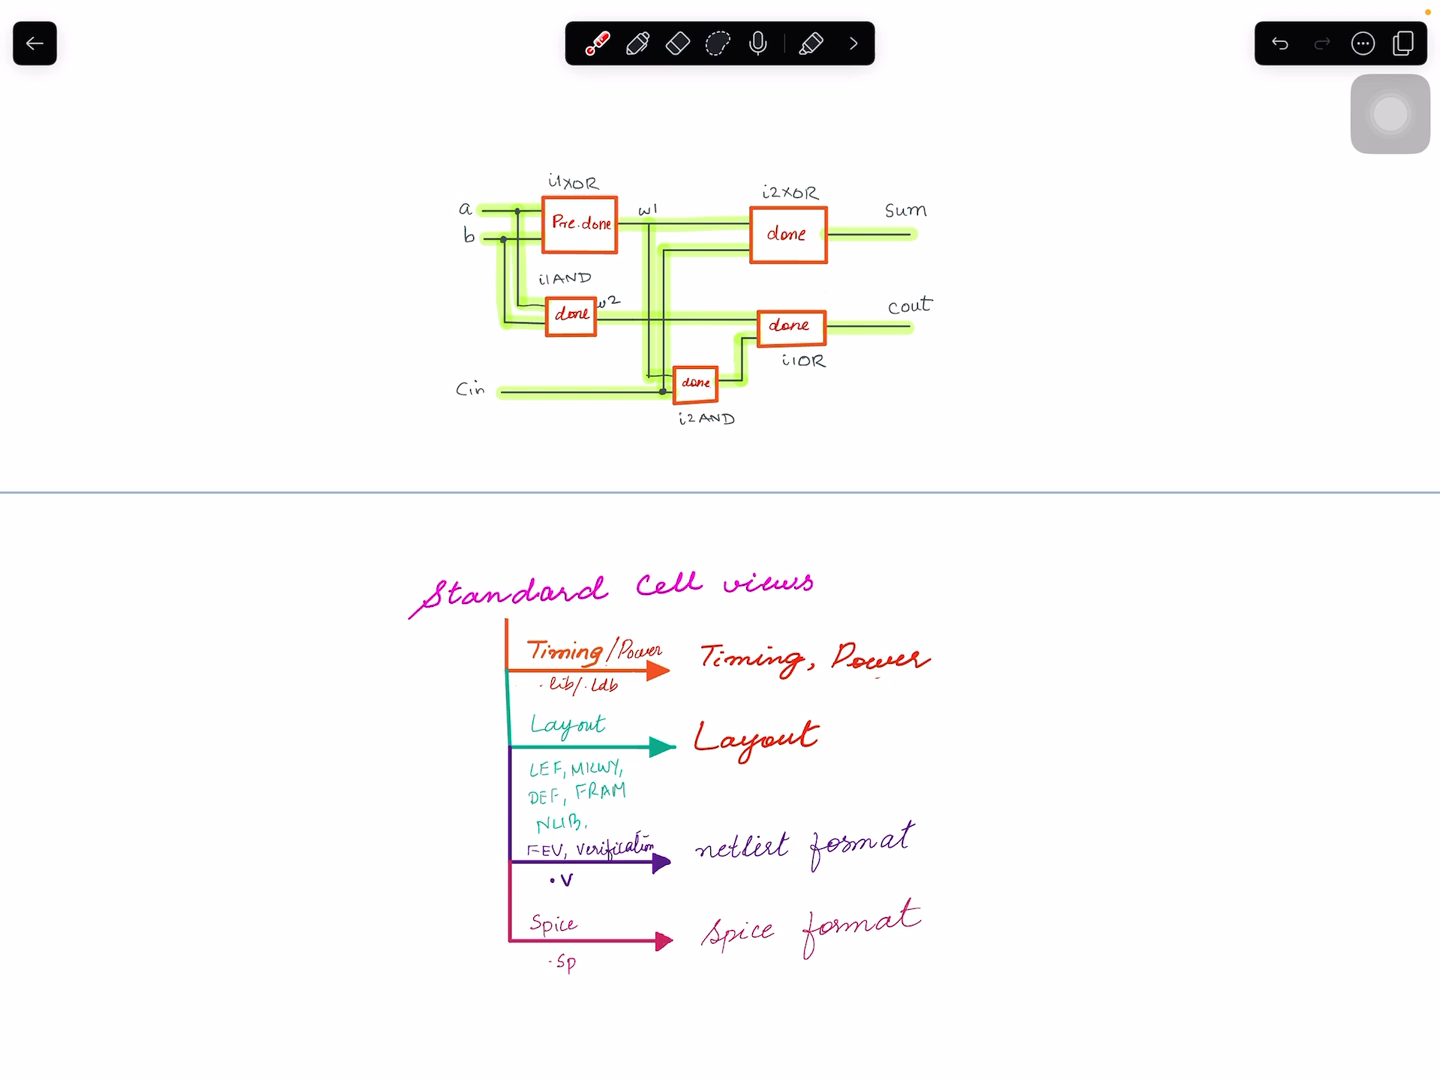 i1XOR
i2XOR
a
Pre.done
w1
done
Sum
b
i1AND
done
w2
done
Cout
i1OR
Cin
done
i2AND
Standard Cell views
Timing/Power
Timing, Power
.lib/.ldb
Layout
Layout
LEF, MILKWY,
DEF, FRAM
NLIB.
FEV, Verification
netlist format
.V
Spice
Spice format
.SP